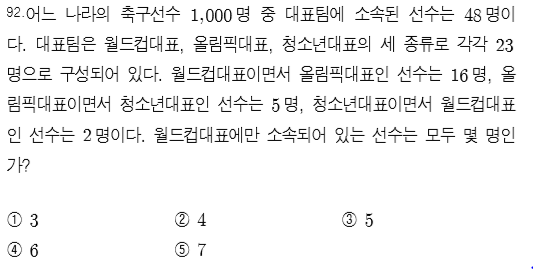 92.어느 나라의 축구선수 1,000명 중 대표팀에 소속된 선수는 48명이
다. 대표팀은 월드컵대표, 올림픽대표, 청소년대표의 세 종류로 각각 23
명으로 구성되어 있다. 월드컵대표이면서 올림픽대표인 선수는 16명, 올
림픽대표이면서 청소년대표인 선수는 5명, 청소년대표이면서 월드컵대표
인 선수는 2명이다. 월드컵대표에만 소속되어 있는 선수는 모두 몇 명인
가?
① 3 ② 4 ③ 5
④ 6 ⑤ 7